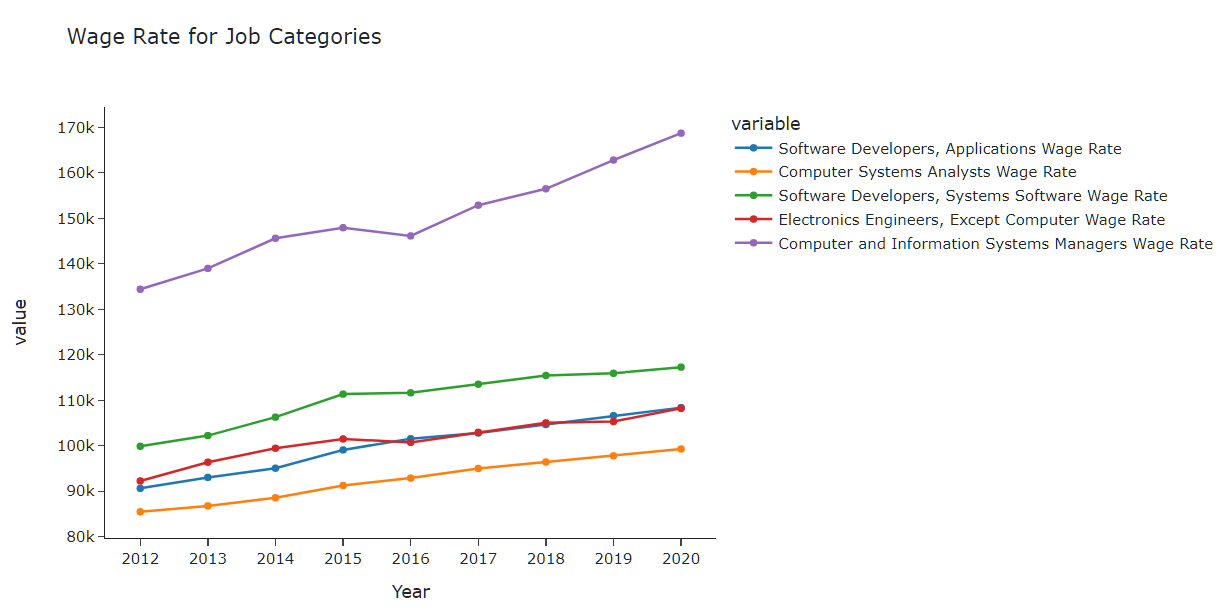 Wage Rate for Job Categories
variable
Software Developers, Applications Wage Rate
Computer Systems Analysts Wage Rate
Software Developers, Systems Software Wage Rate
Electronics Engineers, Except Computer Wage Rate
Computer and Information Systems Managers Wage Rate
170k
160k
150k
140k
130k
120k
110k
100k
90k
80k
value
2012 2013 2014 2015 2016 2017 2018 2019 2020
Year